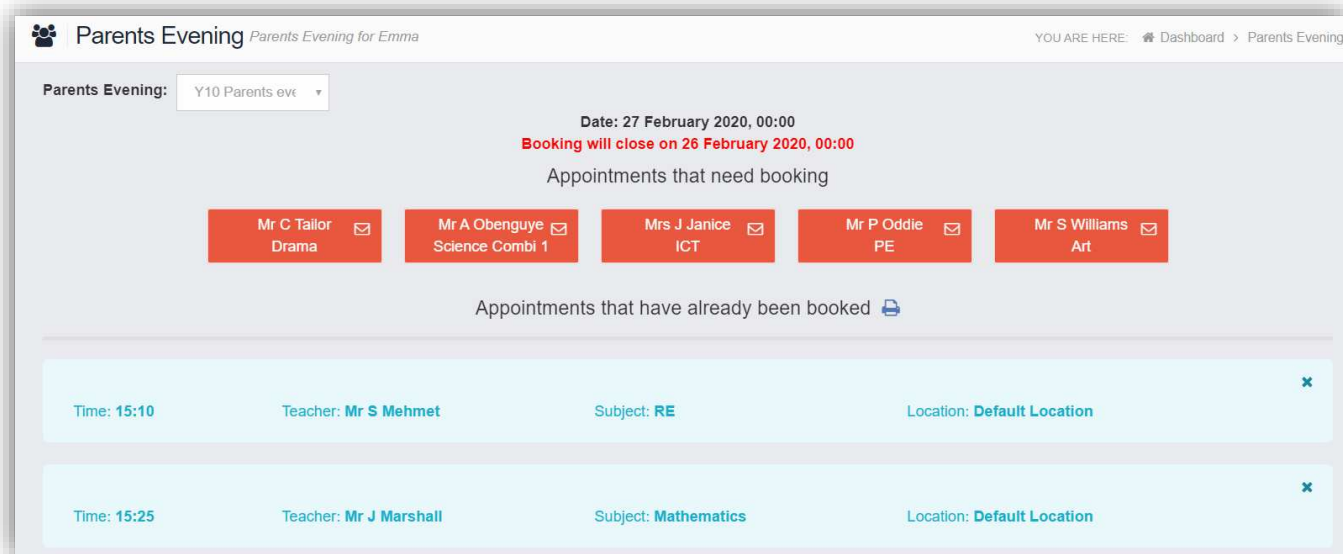 Parents Evening Parents Evening for Emma YOU ARE HERE: Dashboard > Parents Evening
Parents Evening: Y10 Parents eve
Date: 27 February 2020, 00:00
Booking will close on 26 February 2020, 00:00
Appointments that need booking
Mr C Tailor
Drama
Mr A Obenguye
Science Combi 1
Mrs J Janice
ICT
Mr P Oddie
PE
Mr S Williams
Art
Appointments that have already been booked
Time: 15:10 Teacher: Mr S Mehmet Subject: RE Location: Default Location
Time: 15:25 Teacher: Mr J Marshall Subject: Mathematics Location: Default Location